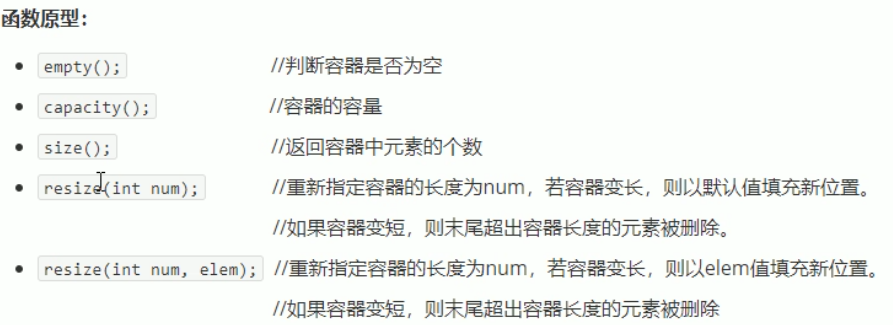 函数原型：
empty(); //判断容器是否为空
capacity(); //容器的容量
size(); //返回容器中元素的个数
resize(int num); //重新指定容器的长度为num，若容器变长，则以默认值填充新位置。
//如果容器变短，则末尾超出容器长度的元素被删除。
resize(int num, elem); //重新指定容器的长度为num，若容器变长，则以elem值填充新位置。
//如果容器变短，则末尾超出容器长度的元素被删除